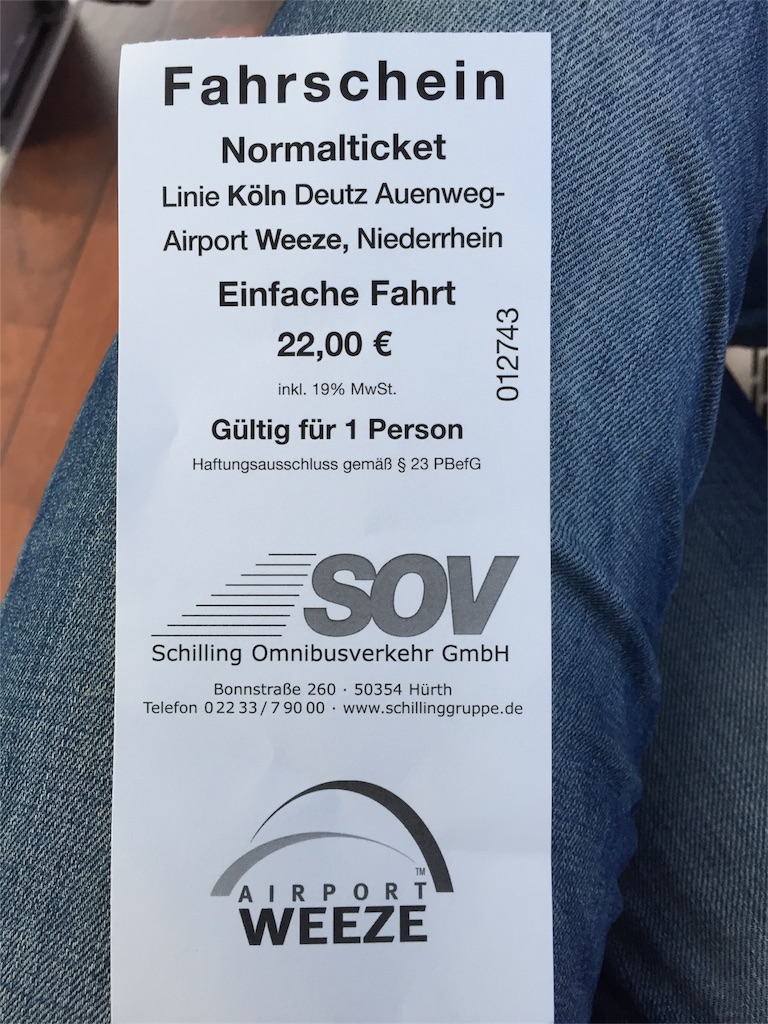 Fahrschein
Normalticket
Linie Köln Deutz Auenweg-
Airport Weeze, Niederrhein
Einfache Fahrt
22,00 €
012743
inkl. 19% MwSt.
Gültig für 1 Person
Haftungsausschluss gemäß § 23 PBefG
SOV
Schilling Omnibusverkehr GmbH
Bonnstraße 260 · 50354 Hürth
Telefon 0 22 33 / 7 90 00 · www.schillinggruppe.de
TM
AIRPORT
WEEZE